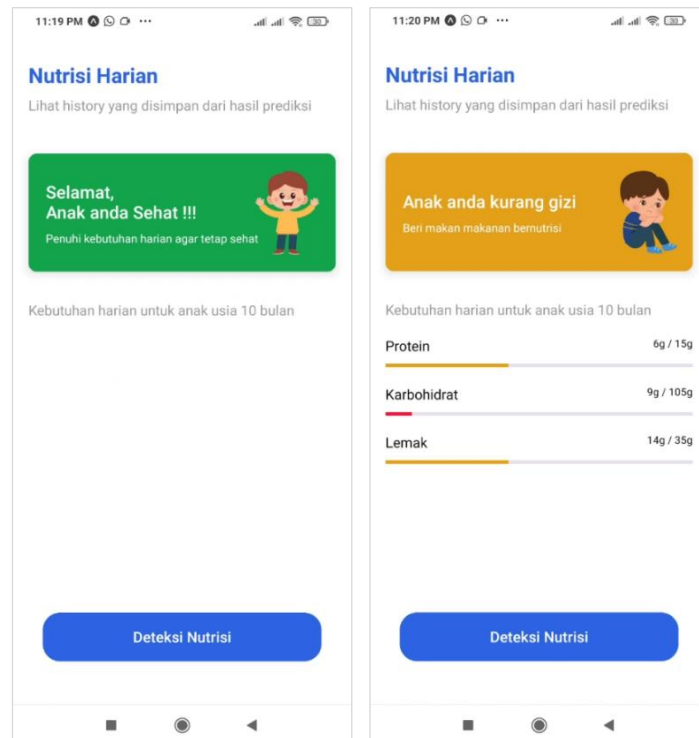 11:19 PM
30
Nutrisi Harian
Lihat history yang disimpan dari hasil prediksi
Selamat,
Anak anda Sehat !!!
Penuhi kebutuhan harian agar tetap sehat
Kebutuhan harian untuk anak usia 10 bulan
Deteksi Nutrisi
11:20 PM
30
Nutrisi Harian
Lihat history yang disimpan dari hasil prediksi
Anak anda kurang gizi
Beri makan makanan bernutrisi
Kebutuhan harian untuk anak usia 10 bulan
Protein 6g / 15g
Karbohidrat 9g / 105g
Lemak 14g / 35g
Deteksi Nutrisi